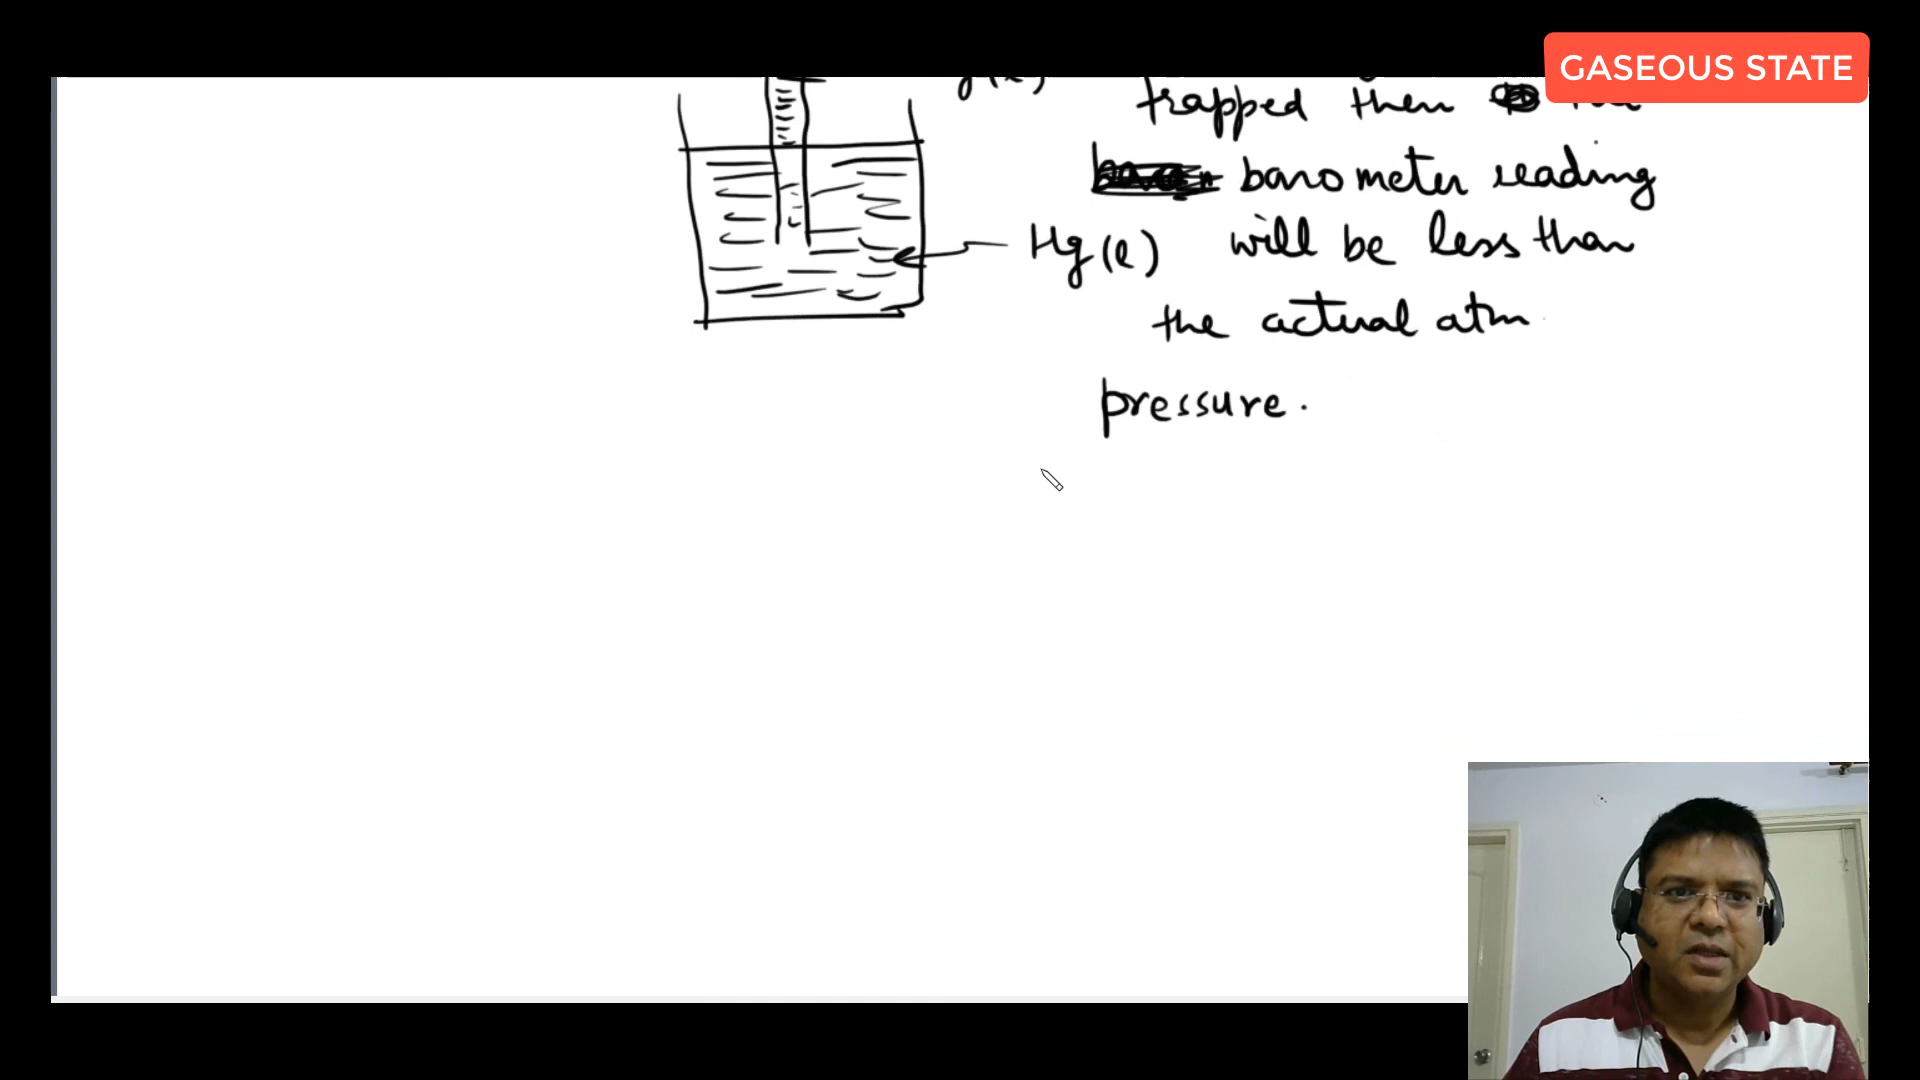 GASEOUS STATE
trapped then
barometer reading
Hg(l) will be less than
the actual atm
pressure.